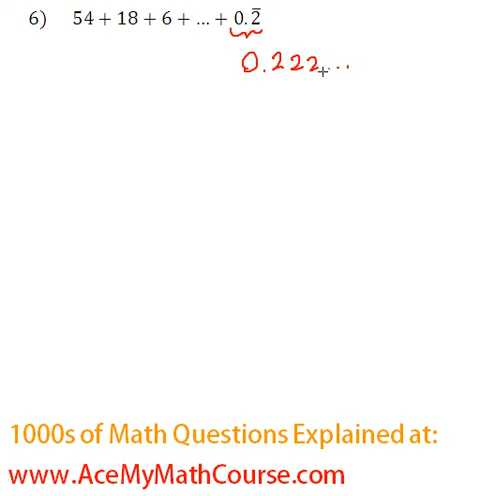 6) 54 + 18 + 6 + ... + 0.2̅
0.222...
1000s of Math Questions Explained at:
www.AceMyMathCourse.com